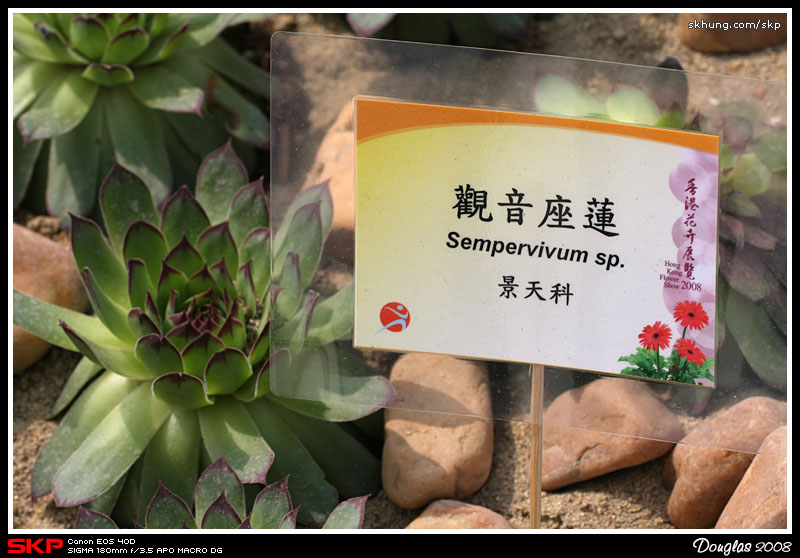 skhung.com/skp
觀音座蓮
Sempervivum sp.
景天科
香港花卉展覽
Hong
Kong
Flower
Show 2008
SKP
Canon EOS 40D
SIGMA 180mm f/3.5 APO MACRO DG
Douglas 2008